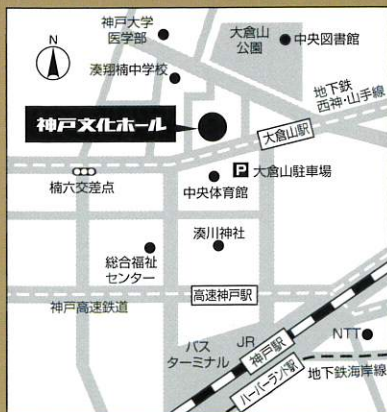 N
神戸大学
医学部
大倉山
公園
中央図書館
湊翔楠中学校
地下鉄
西神・山手線
神戸文化ホール
大倉山駅
P 大倉山駐車場
楠六交差点
中央体育館
湊川神社
総合福祉
センター
高速神戸駅
神戸高速鉄道
バス
ターミナル
JR
神戸駅
NTT
ハーバーランド駅
地下鉄海岸線